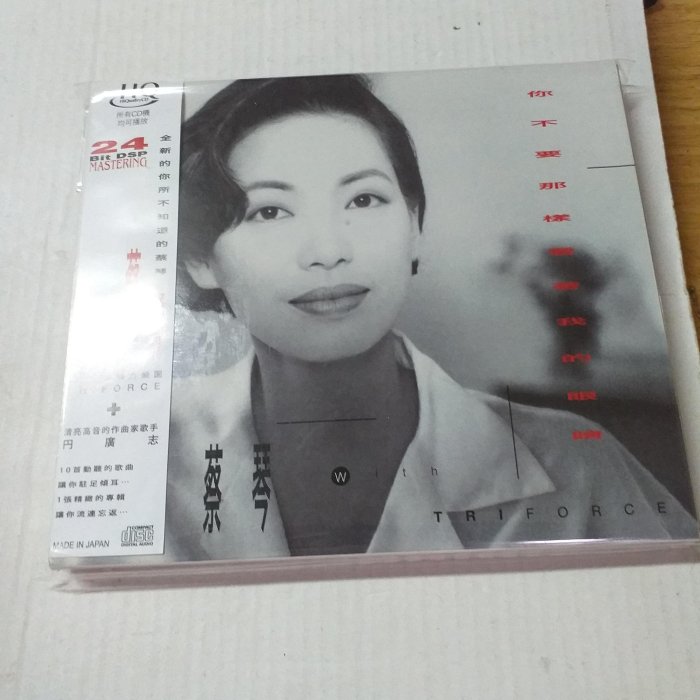 HQ
HiQualityCD
所有CD機
均可播放
24
Bit DSP
MASTERING
全新的你所不知道的蔡琴
FORCE
+
清亮高音的作曲家歌手
円廣志
10首動聽的歌曲
讓你駐足傾耳…
1張精緻的專輯
讓你流連忘返…
MADE IN JAPAN
COMPACT
disc
DIGITAL AUDIO
你不要那樣看著我的眼睛
蔡琴
With
TRIFORCE